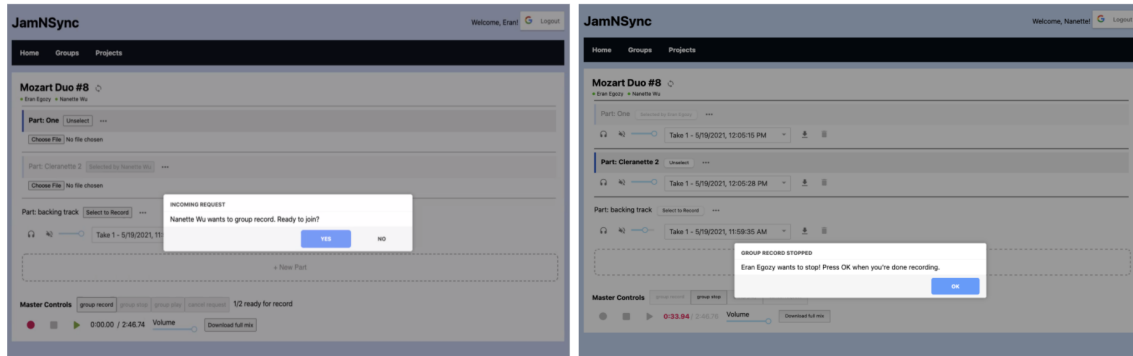 JamNSync
Welcome, Eran! G Logout
Home Groups Projects
Mozart Duo #8
Eran Egozy Nanette Wu
Part: One Unselect ...
Choose File No file chosen
Part: Cleranette 2 Selected by Nanette Wu ...
Choose File No file chosen
Part: backing track Select to Record ...
Take 1 - 5/19/2021, 11:
INCOMING REQUEST
Nanette Wu wants to group record. Ready to join?
YES NO
+ New Part
Master Controls group record group stop group play cancel request 1/2 ready for record
0:00.00 / 2:46.74 Volume Download full mix
JamNSync
Welcome, Nanette! G Logout
Home Groups Projects
Mozart Duo #8
Eran Egozy Nanette Wu
Part: One Selected by Eran Egozy ...
Take 1 - 5/19/2021, 12:05:15 PM
Part: Cleranette 2 Unselect ...
Take 1 - 5/19/2021, 12:05:28 PM
Part: backing track Select to Record ...
Take 1 - 5/19/2021, 11:59:35 AM
GROUP RECORD STOPPED
Eran Egozy wants to stop! Press OK when you're done recording.
OK
Master Controls group record group stop
0:33.94 / 2:46.76 Volume Download full mix